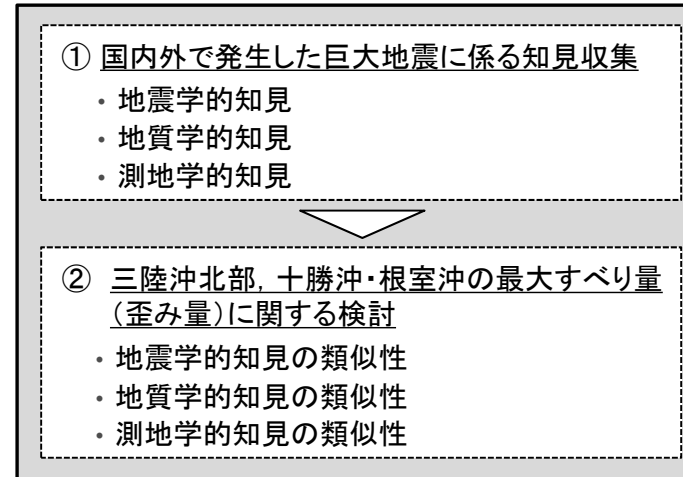 ① 国内外で発生した巨大地震に係る知見収集
・地震学的知見
・地質学的知見
・測地学的知見
② 三陸沖北部，十勝沖・根室沖の最大すべり量
（歪み量）に関する検討
・地震学的知見の類似性
・地質学的知見の類似性
・測地学的知見の類似性